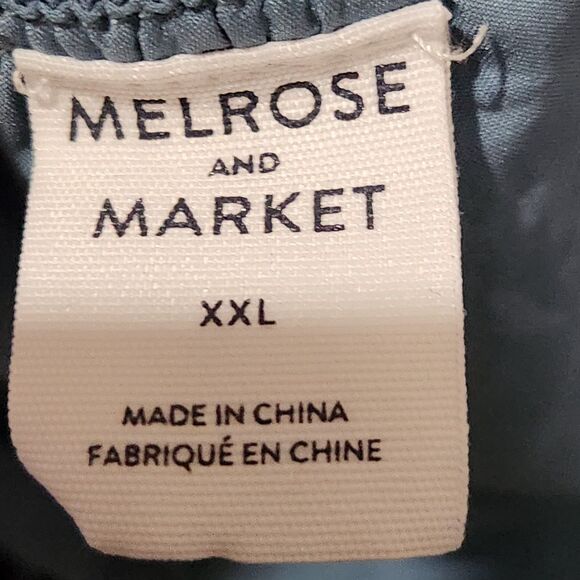 MELROSE
AND
MARKET
XXL
MADE IN CHINA
FABRIQUÉ EN CHINE